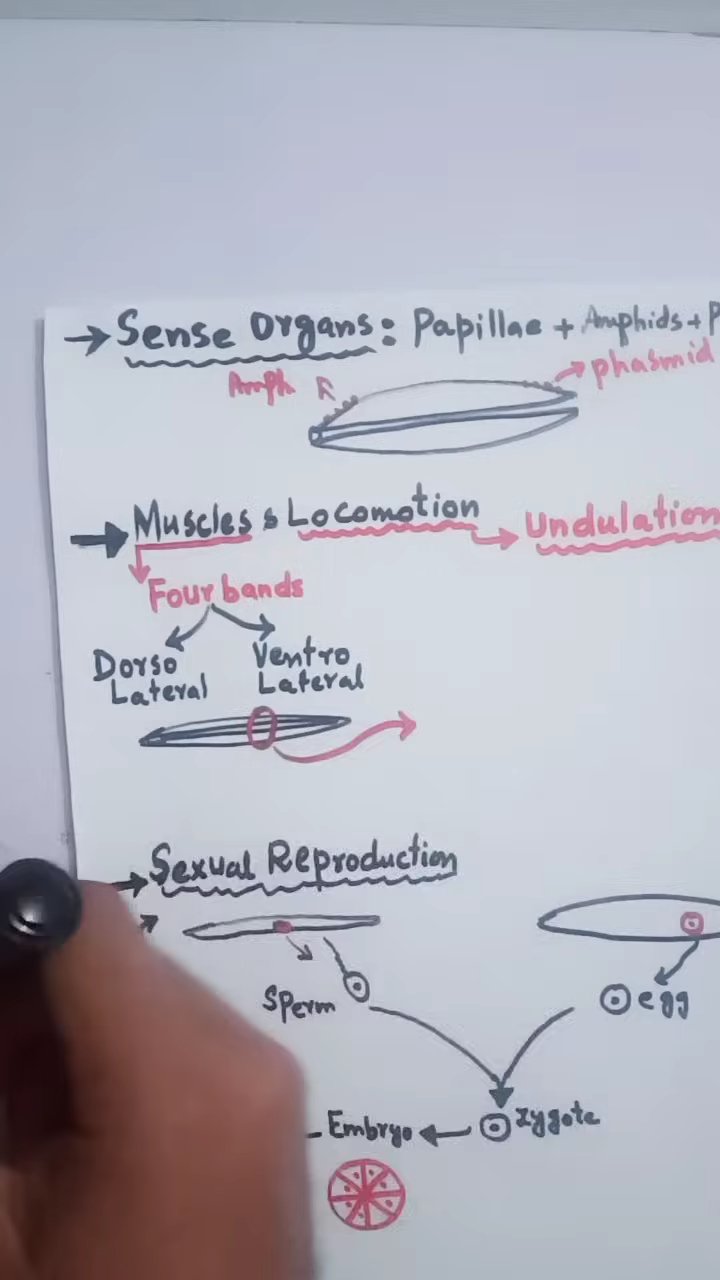 → Sense Organs: Papillae + Amphids + P
Amph
phasmid
→ Muscles & Locomotion → Undulation
Four bands
Dorso
Lateral
Ventro
Lateral
→ Sexual Reproduction
Sperm
egg
Zygote
Embryo